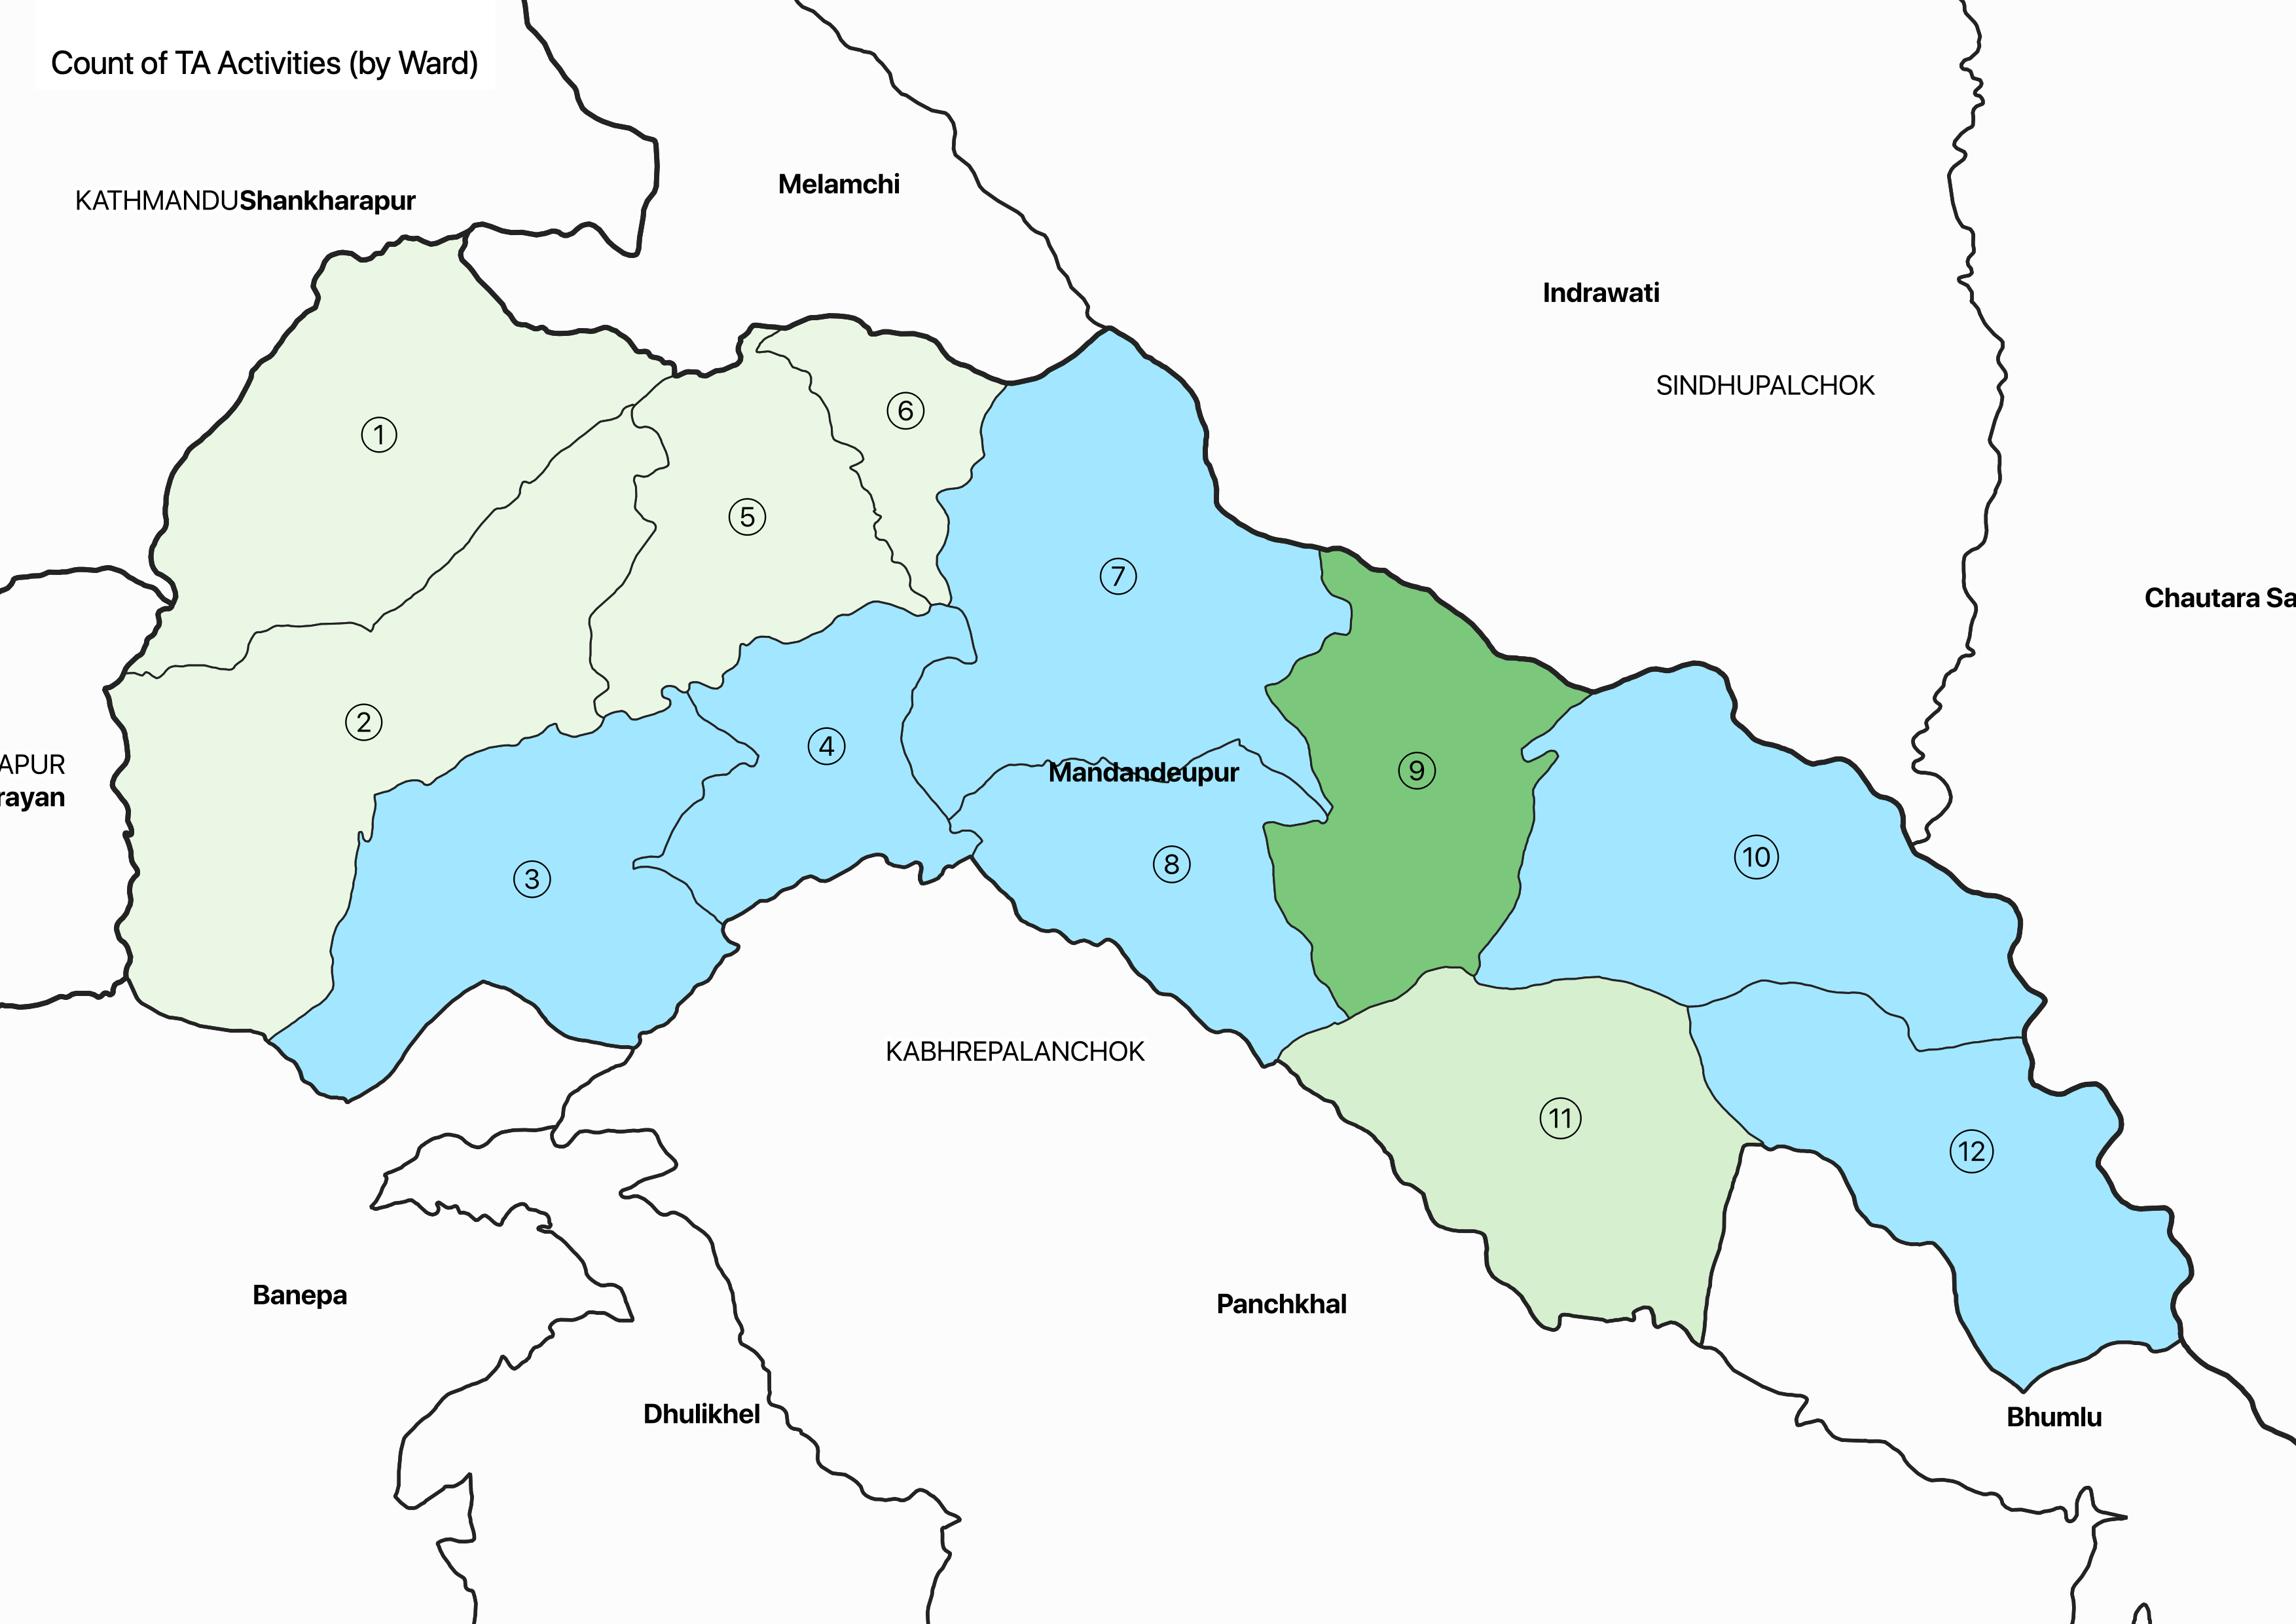 Count of TA Activities (by Ward)
Melamchi
KATHMANDU Shankharapur
Indrawati
SINDHUPALCHOK
6
1
5
7
Chautara Sa
2
4
APUR
Mandandeupur
9
rayan
10
8
3
KABHREPALANCHOK
11
12
Banepa
Panchkhal
Dhulikhel
Bhumlu